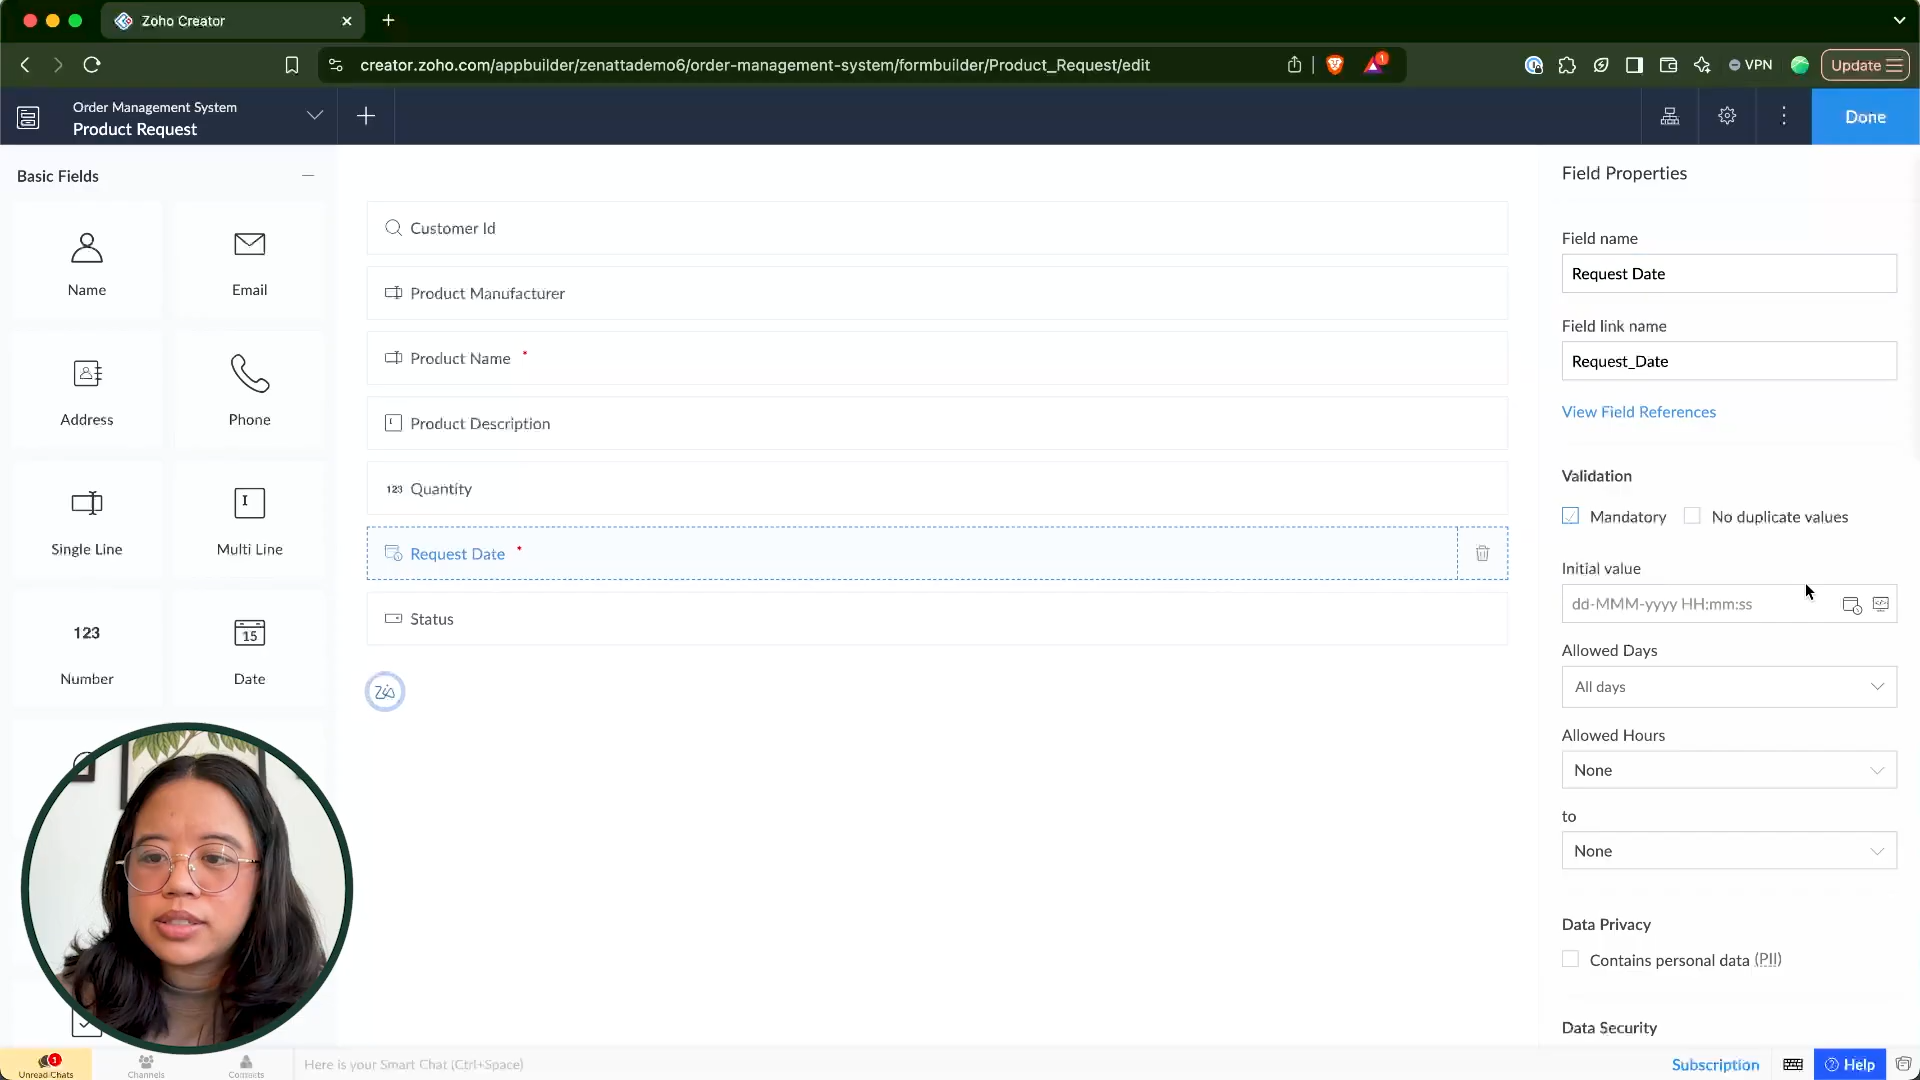 Zoho Creator
creator.zoho.com/appbuilder/zenattademo6/order-management-system/formbuilder/Product_Request/edit
1
VPN
Update
Order Management System
Product Request
Done
Basic Fields
Name
Email
Address
Phone
Single Line
Multi Line
123
Number
15
Date
Customer Id
Product Manufacturer
Product Name *
Product Description
123 Quantity
Request Date *
Status
Zia
Field Properties
Field name
Request Date
Field link name
Request_Date
View Field References
Validation
Mandatory
No duplicate values
Initial value
dd-MMM-yyyy HH:mm:ss
Allowed Days
All days
Allowed Hours
None
to
None
Data Privacy
Contains personal data (PII)
Data Security
1
Unread Chats
Channels
Contacts
Here is your Smart Chat (Ctrl+Space)
Subscription
Help